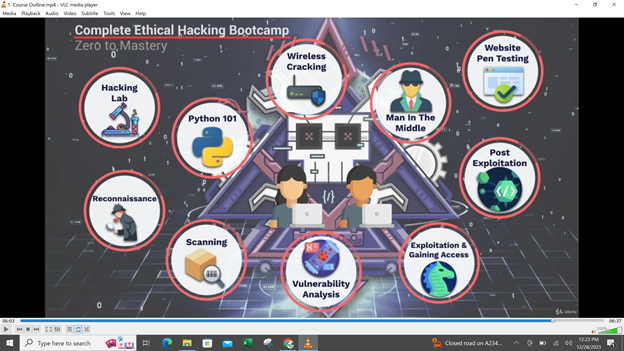 1. Course Outline.mp4 - VLC media player
Media Playback Audio Video Subtitle Tools View Help
Complete Ethical Hacking Bootcamp
Zero to Mastery
Wireless
Cracking
Website
Pen Testing
Hacking
Lab
Python 101
Man In The
Middle
Post
Exploitation
Reconnaissance
Scanning
Vulnerability
Analysis
Exploitation &
Gaining Access
Udemy
06:03
06:37
100%
Type here to search
Closed road on A234...
12:23 PM
12/28/2023